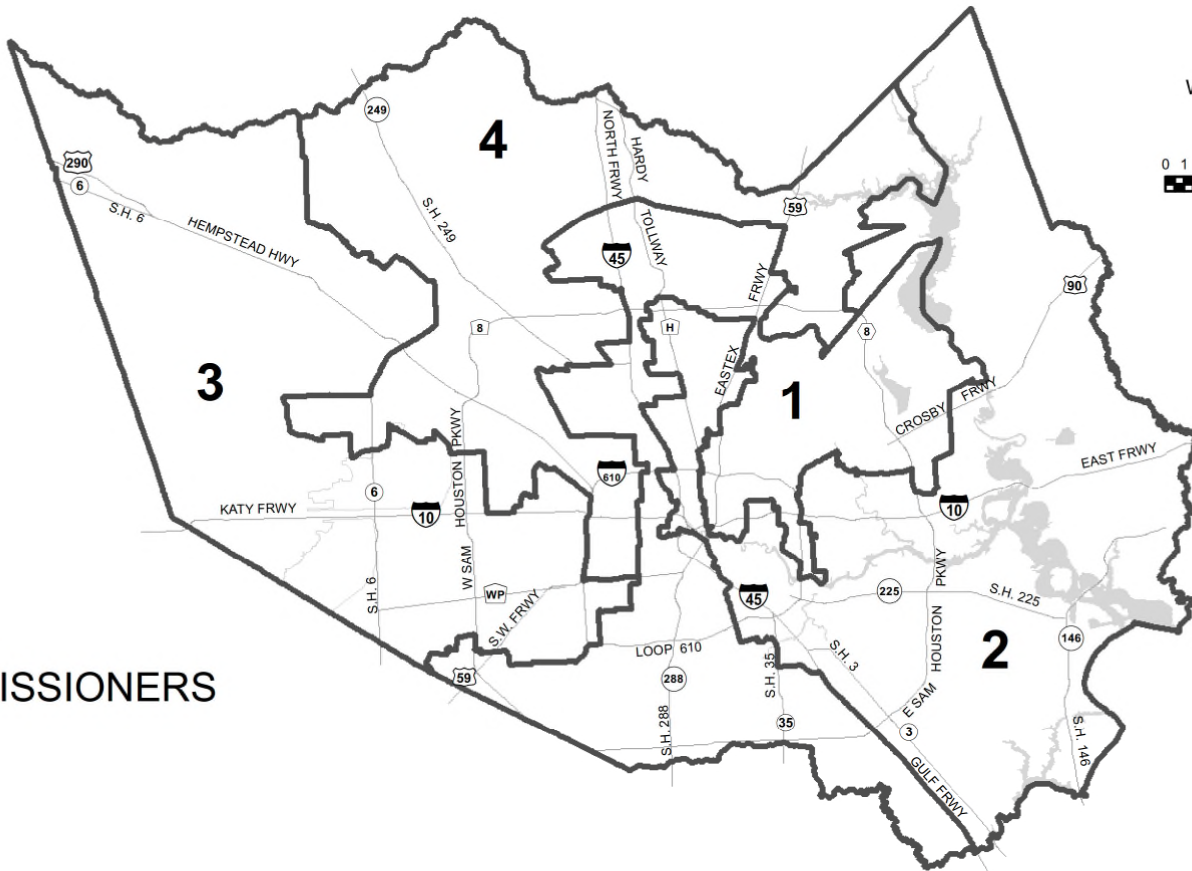 W
0 1
4
249
NORTH FRWY
HARDY
TOLLWAY
290
6
S.H. 6
HEMPSTEAD HWY
S.H. 249
59
45
FRWY
90
8
H
8
3
EASTEX
1
CROSBY FRWY
PKWY
HOUSTON
W SAM
610
EAST FRWY
6
KATY FRWY
10
10
S.H. 6
WP
S.W. FRWY
45
225
PKWY
HOUSTON
E SAM
S.H. 225
146
LOOP 610
S.H. 3
2
59
288
S.H. 35
ISSIONERS
S.H. 288
35
3
S.H. 146
GULF FRWY